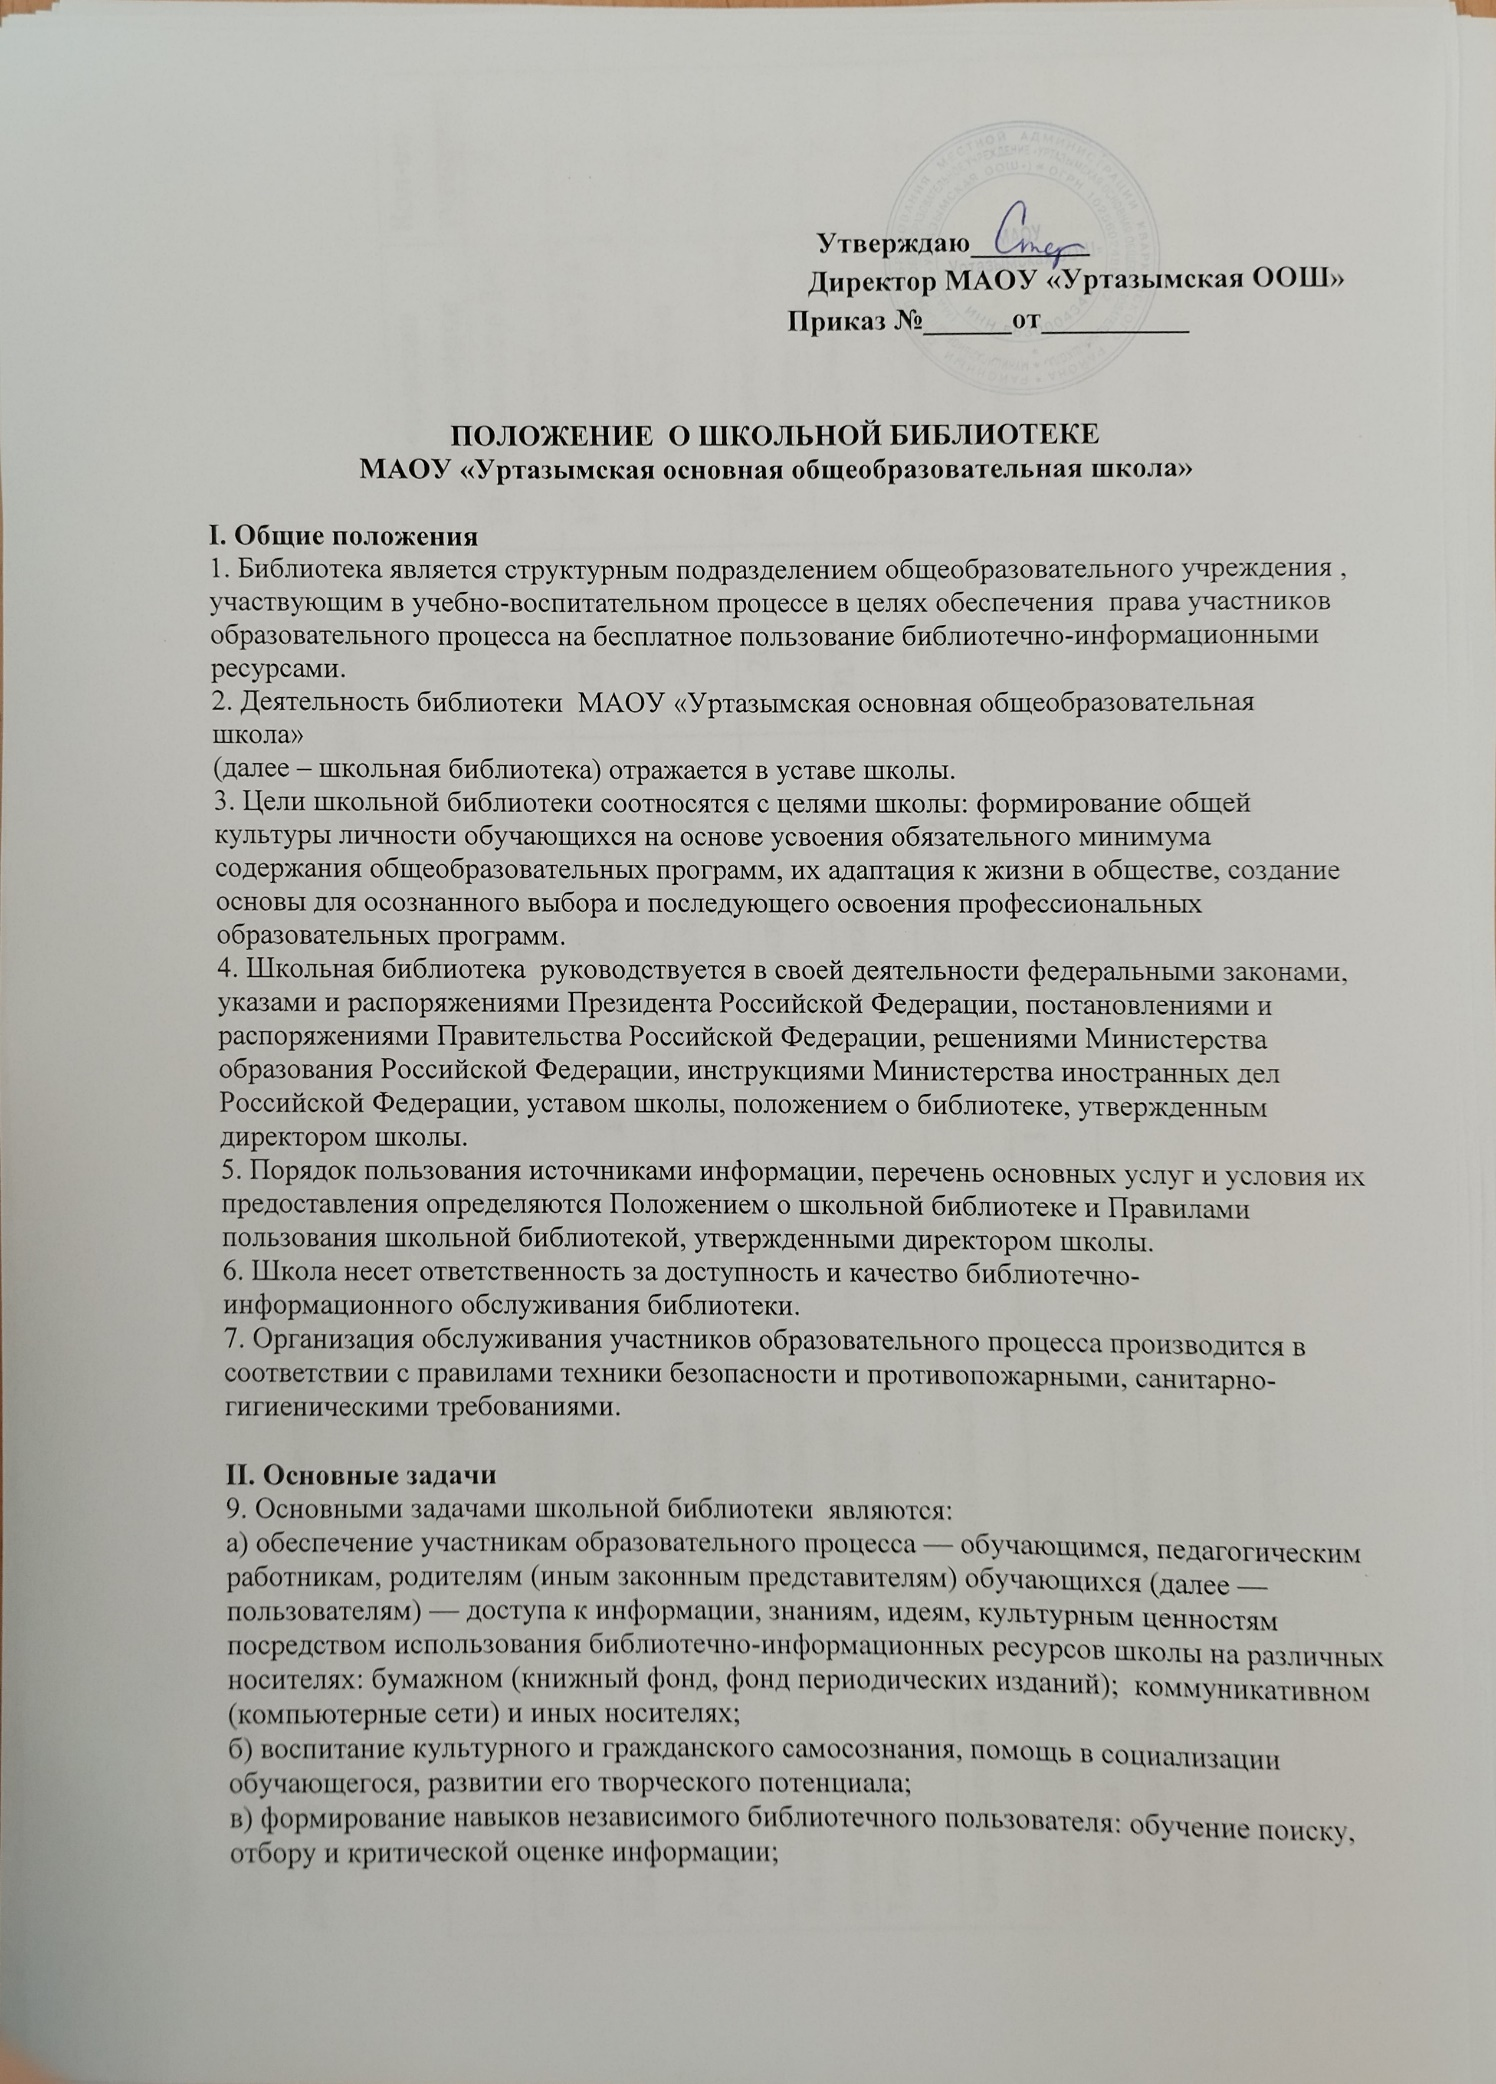 Утверждаю________
Директор МАОУ «Уртазымская ООШ»
Приказ №______от__________
ПОЛОЖЕНИЕ О ШКОЛЬНОЙ БИБЛИОТЕКЕ
МАОУ «Уртазымская основная общеобразовательная школа»
I. Общие положения
1. Библиотека является структурным подразделением общеобразовательного учреждения ,
участвующим в учебно-воспитательном процессе в целях обеспечения права участников
образовательного процесса на бесплатное пользование библиотечно-информационными
ресурсами.
2. Деятельность библиотеки МАОУ «Уртазымская основная общеобразовательная
школа»
(далее – школьная библиотека) отражается в уставе школы.
3. Цели школьной библиотеки соотносятся с целями школы: формирование общей
культуры личности обучающихся на основе усвоения обязательного минимума
содержания общеобразовательных программ, их адаптация к жизни в обществе, создание
основы для осознанного выбора и последующего освоения профессиональных
образовательных программ.
4. Школьная библиотека руководствуется в своей деятельности федеральными законами,
указами и распоряжениями Президента Российской Федерации, постановлениями и
распоряжениями Правительства Российской Федерации, решениями Министерства
образования Российской Федерации, инструкциями Министерства иностранных дел
Российской Федерации, уставом школы, положением о библиотеке, утвержденным
директором школы.
5. Порядок пользования источниками информации, перечень основных услуг и условия их
предоставления определяются Положением о школьной библиотеке и Правилами
пользования школьной библиотекой, утвержденными директором школы.
6. Школа несет ответственность за доступность и качество библиотечно-
информационного обслуживания библиотеки.
7. Организация обслуживания участников образовательного процесса производится в
соответствии с правилами техники безопасности и противопожарными, санитарно-
гигиеническими требованиями.
II. Основные задачи
9. Основными задачами школьной библиотеки являются:
а) обеспечение участникам образовательного процесса — обучающимся, педагогическим
работникам, родителям (иным законным представителям) обучающихся (далее —
пользователям) — доступа к информации, знаниям, идеям, культурным ценностям
посредством использования библиотечно-информационных ресурсов школы на различных
носителях: бумажном (книжный фонд, фонд периодических изданий); коммуникативном
(компьютерные сети) и иных носителях;
б) воспитание культурного и гражданского самосознания, помощь в социализации
обучающегося, развитии его творческого потенциала;
в) формирование навыков независимого библиотечного пользователя: обучение поиску,
отбору и критической оценке информации;